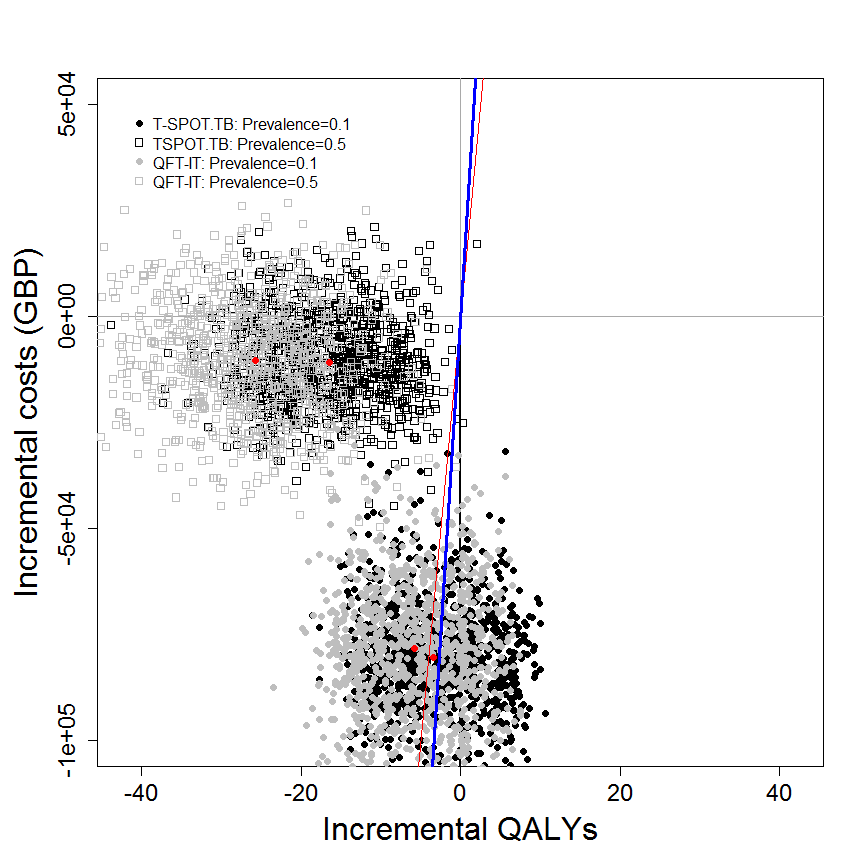 T-SPOT.TB: Prevalence=0.1
TSPOT.TB: Prevalence=0.5
QFT-IT: Prevalence=0.1
QFT-IT: Prevalence=0.5
5e+04
0e+00
-5e+04
-1e+05
Incremental costs (GBP)
-40 -20 0 20 40
Incremental QALYs